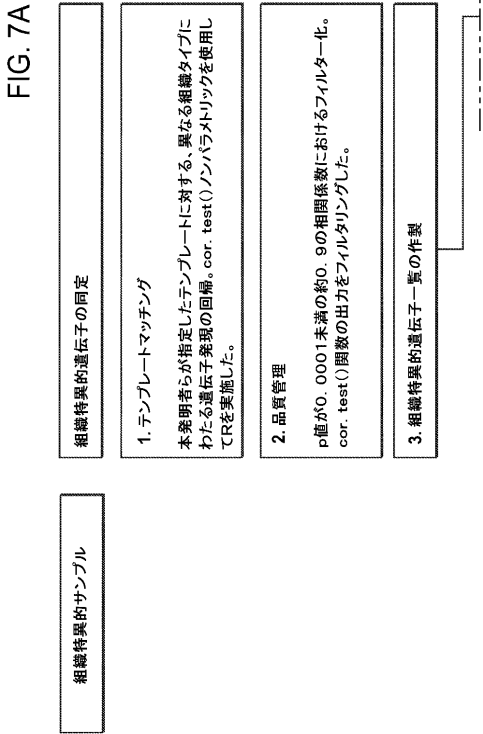 FIG. 7A
組織特異的サンプル
組織特異的遺伝子の同定
1. テンプレートマッチング
本発明者らが指定したテンプレートに対する、異なる組織タイプに
わたる遺伝子発現の回帰。cor. test()ノンパラメトリックを使用し
てRを実施した。
2. 品質管理
p値が0. 0001未満の約0. 9の相関係数におけるフィルター化。
cor. test()関数の出力をフィルタリングした。
3. 組織特異的遺伝子一覧の作製